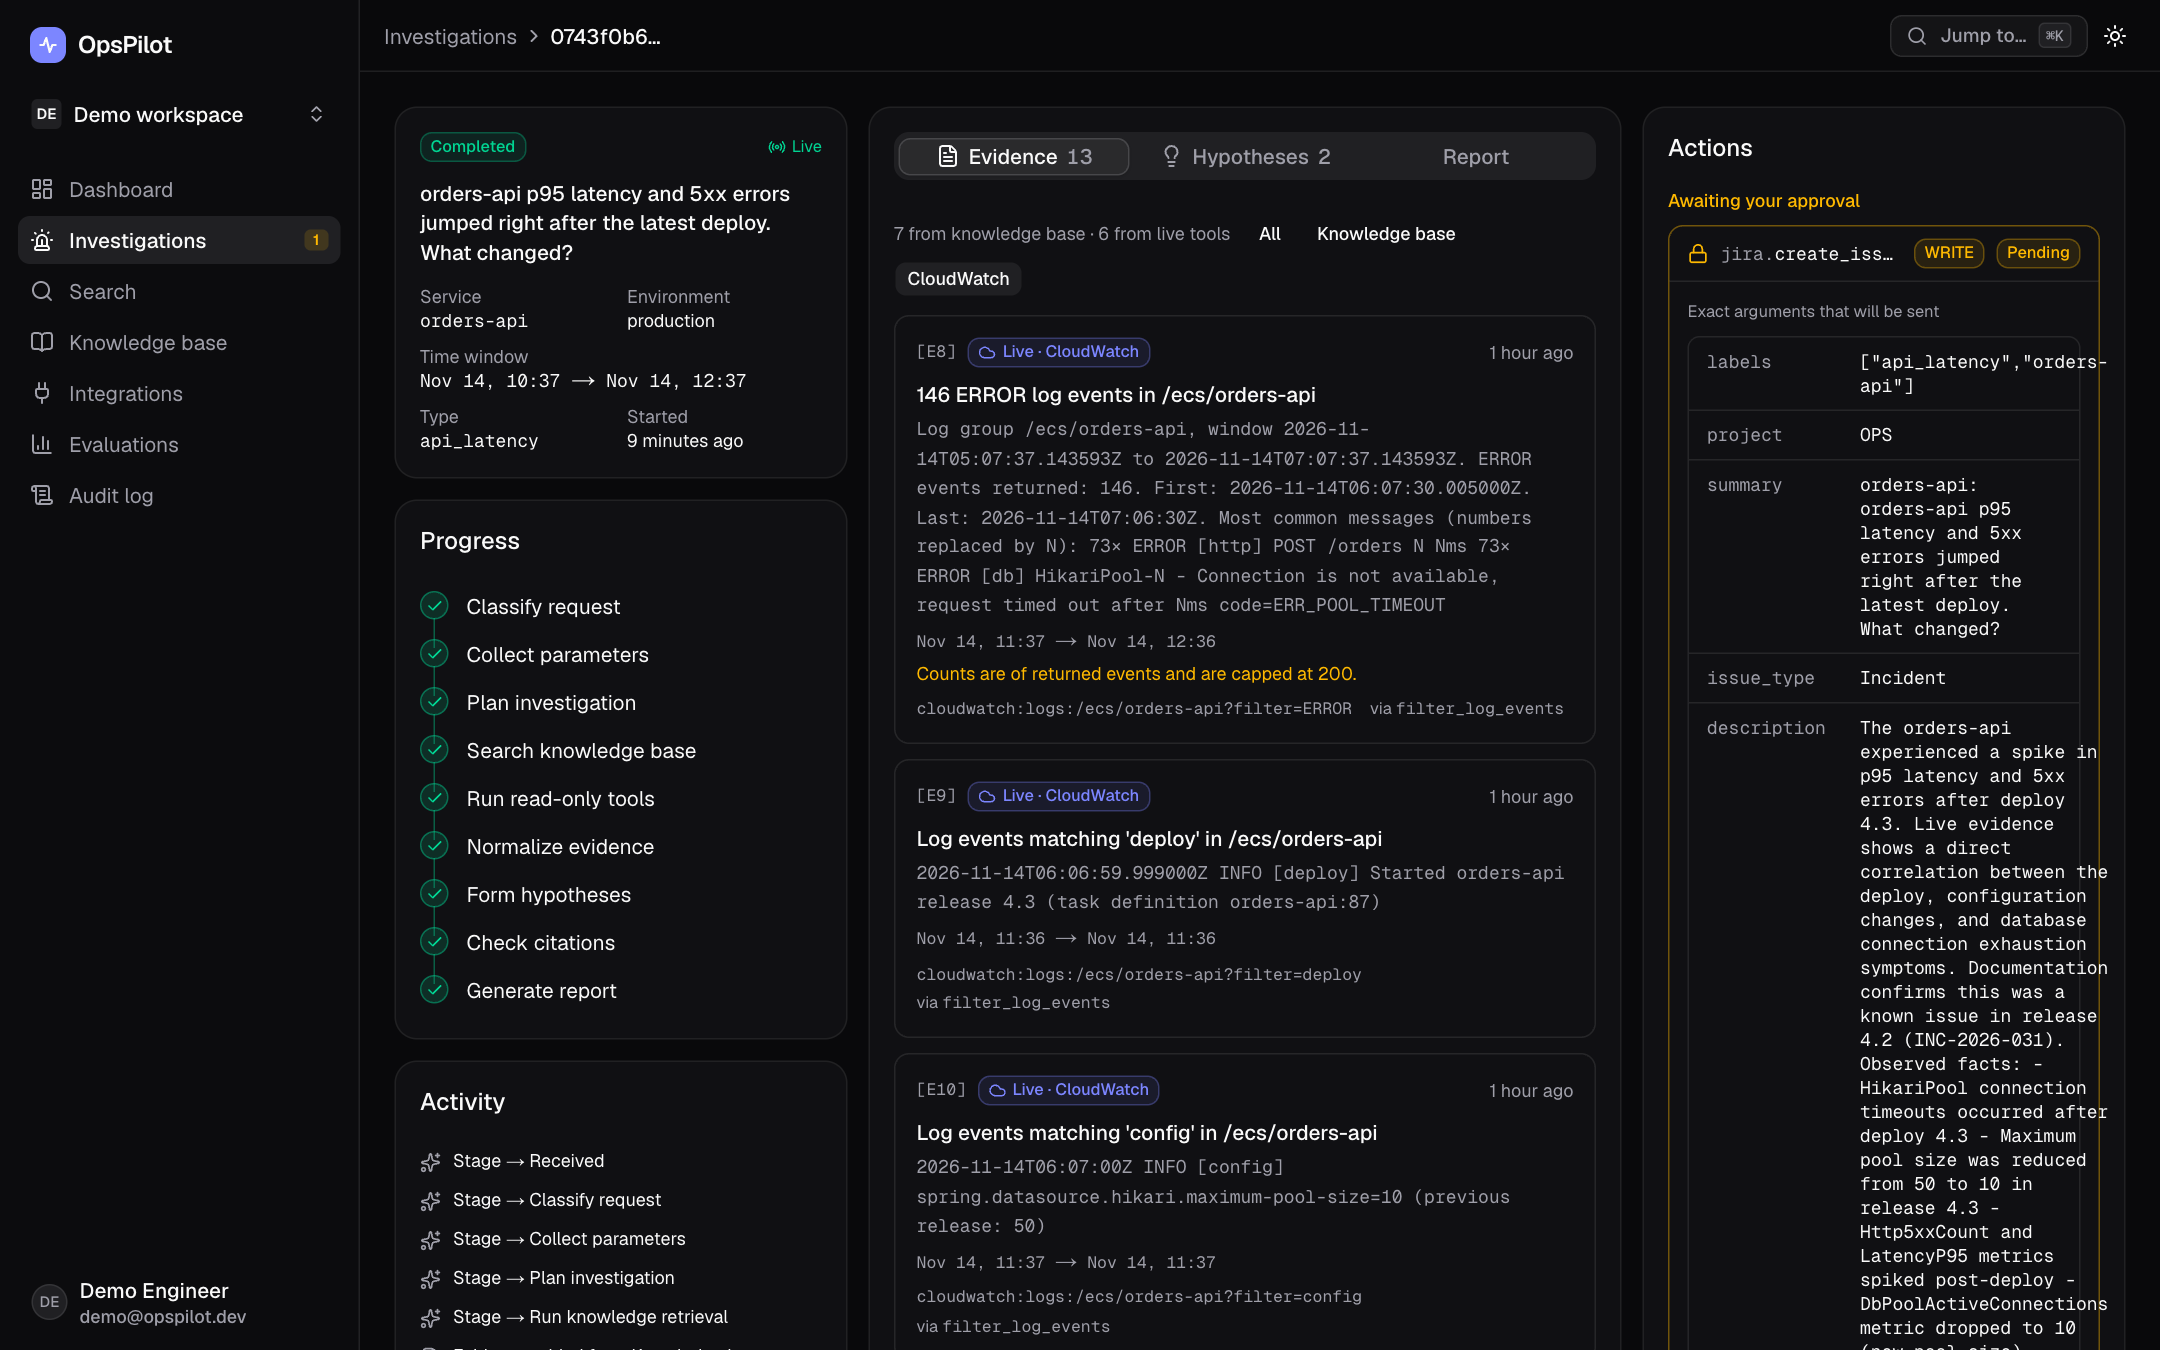 OpsPilot
DE Demo workspace
Dashboard
Investigations 1
Search
Knowledge base
Integrations
Evaluations
Audit log
DE Demo Engineer
demo@opspilot.dev
Investigations > 0743f0b6...
Jump to... ⌘K
Completed
Live
orders-api p95 latency and 5xx errors
jumped right after the latest deploy.
What changed?
Service Environment
orders-api production
Time window
Nov 14, 10:37 → Nov 14, 12:37
Type Started
api_latency 9 minutes ago
Progress
Classify request
Collect parameters
Plan investigation
Search knowledge base
Run read-only tools
Normalize evidence
Form hypotheses
Check citations
Generate report
Activity
Stage → Received
Stage → Classify request
Stage → Collect parameters
Stage → Plan investigation
Stage → Run knowledge retrieval
Evidence 13 Hypotheses 2 Report
7 from knowledge base · 6 from live tools All Knowledge base
CloudWatch
[E8] Live · CloudWatch 1 hour ago
146 ERROR log events in /ecs/orders-api
Log group /ecs/orders-api, window 2026-11-
14T05:07:37.143593Z to 2026-11-14T07:07:37.143593Z. ERROR
events returned: 146. First: 2026-11-14T06:07:30.005000Z.
Last: 2026-11-14T07:06:30Z. Most common messages (numbers
replaced by N): 73× ERROR [http] POST /orders N Nms 73×
ERROR [db] HikariPool-N - Connection is not available,
request timed out after Nms code=ERR_POOL_TIMEOUT
Nov 14, 11:37 → Nov 14, 12:36
Counts are of returned events and are capped at 200.
cloudwatch:logs:/ecs/orders-api?filter=ERROR via filter_log_events
[E9] Live · CloudWatch 1 hour ago
Log events matching 'deploy' in /ecs/orders-api
2026-11-14T06:06:59.999000Z INFO [deploy] Started orders-api
release 4.3 (task definition orders-api:87)
Nov 14, 11:36 → Nov 14, 11:36
cloudwatch:logs:/ecs/orders-api?filter=deploy
via filter_log_events
[E10] Live · CloudWatch 1 hour ago
Log events matching 'config' in /ecs/orders-api
2026-11-14T06:07:00Z INFO [config]
spring.datasource.hikari.maximum-pool-size=10 (previous
release: 50)
Nov 14, 11:37 → Nov 14, 11:37
cloudwatch:logs:/ecs/orders-api?filter=config
via filter_log_events
Actions
Awaiting your approval
jira.create_iss… WRITE Pending
Exact arguments that will be sent
labels ["api_latency","orders-
api"]
project OPS
summary orders-api:
orders-api p95
latency and 5xx
errors jumped
right after the
latest deploy.
What changed?
issue_type Incident
description The orders-api
experienced a spike in
p95 latency and 5xx
errors after deploy
4.3. Live evidence
shows a direct
correlation between the
deploy, configuration
changes, and database
connection exhaustion
symptoms. Documentation
confirms this was a
known issue in release
4.2 (INC-2026-031).
Observed facts: -
HikariPool connection
timeouts occurred after
deploy 4.3 - Maximum
pool size was reduced
from 50 to 10 in
release 4.3 -
Http5xxCount and
LatencyP95 metrics
spiked post-deploy -
DbPoolActiveConnections
metric dropped to 10